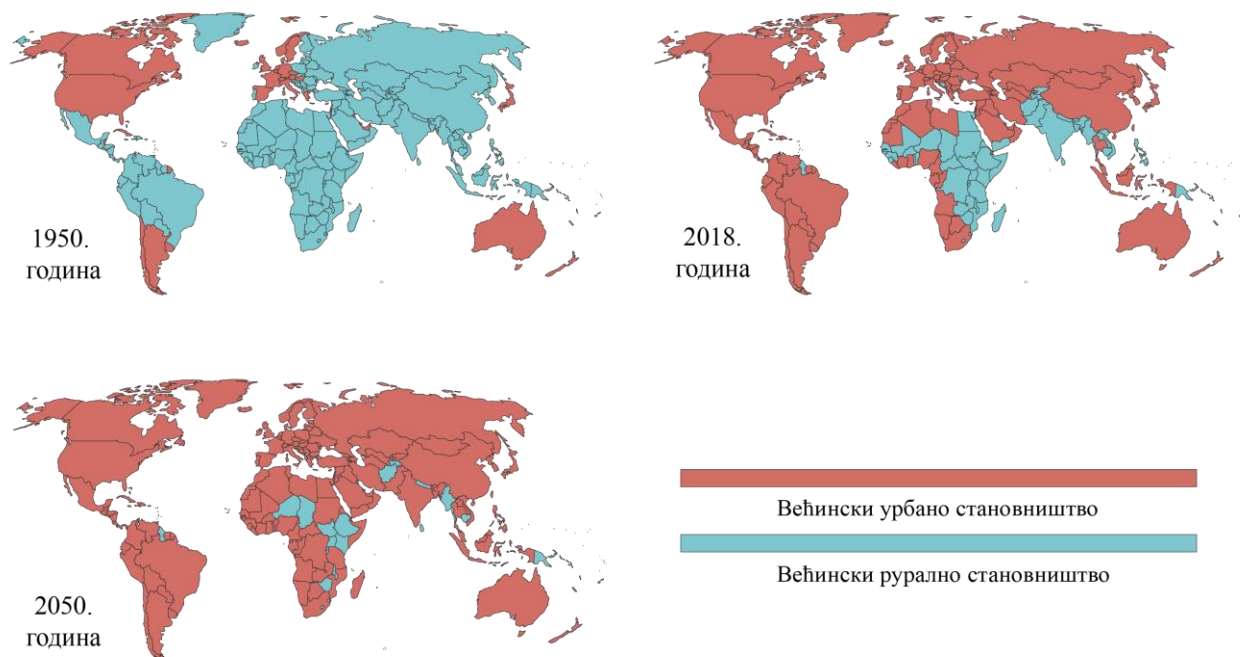 1950.
година
2018.
година
2050.
година
Већински урбано становништво
Већински рурално становништво